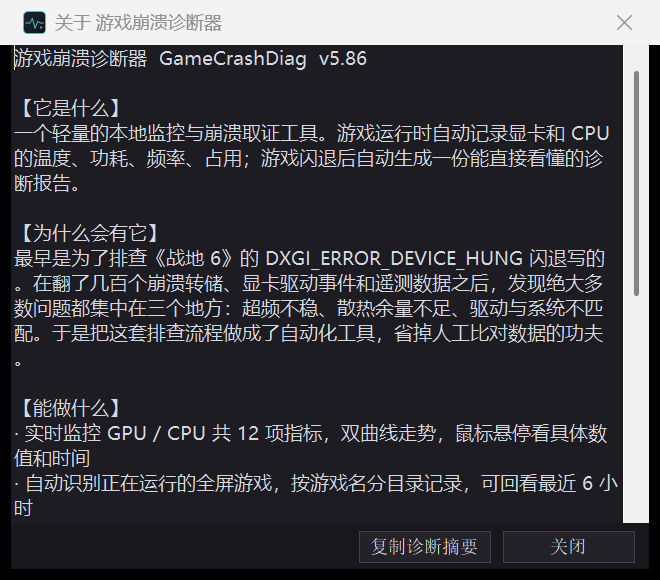 关于 游戏崩溃诊断器
游戏崩溃诊断器  GameCrashDiag  v5.86
【它是什么】
一个轻量的本地监控与崩溃取证工具。游戏运行时自动记录显卡和 CPU
的温度、功耗、频率、占用；游戏闪退后自动生成一份能直接看懂的诊
断报告。
【为什么会有它】
最早是为了排查《战地 6》的 DXGI_ERROR_DEVICE_HUNG 闪退写的
。在翻了几百个崩溃转储、显卡驱动事件和遥测数据之后，发现绝大多
数问题都集中在三个地方：超频不稳、散热余量不足、驱动与系统不匹
配。于是把这套排查流程做成了自动化工具，省掉人工比对数据的功夫
。
【能做什么】
· 实时监控 GPU / CPU 共 12 项指标，双曲线走势，鼠标悬停看具体数
值和时间
· 自动识别正在运行的全屏游戏，按游戏名分目录记录，可回看最近 6 小
时
复制诊断摘要
关闭